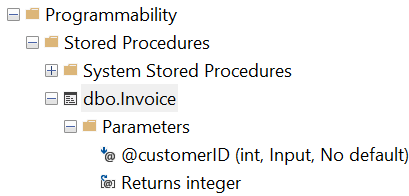 Programmability
Stored Procedures
System Stored Procedures
dbo.Invoice
Parameters
@customerID (int, Input, No default)
Returns integer